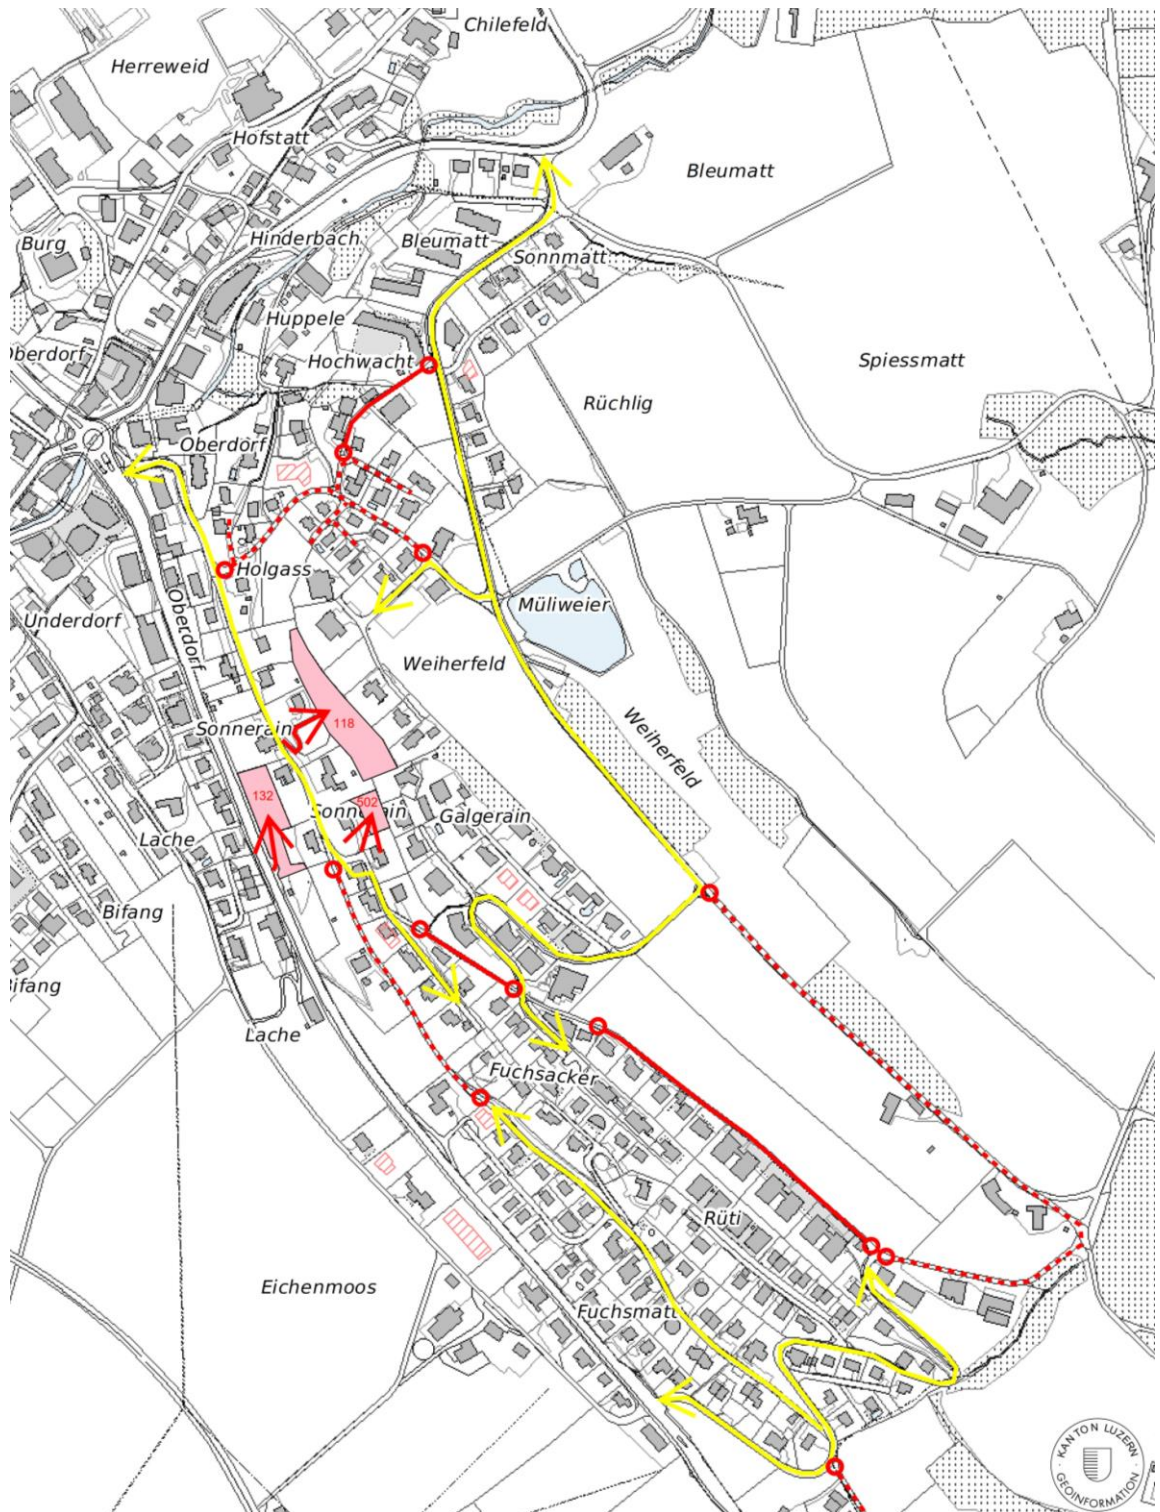 Chilefeld
Herreweid
Hofstatt
Bleumatt
Burg
Hinderbach
Bleumatt
Sonnmatt
Huppele
Oberdorf
Hochwacht
Spiessmatt
Rüchlig
Oberdorf
Holgass
Müliweier
Underdorf
Oberdorf
Weiherfeld
Sonnerain
118
Weiherfeld
132
502
Sonnerain
Galgerain
Lache
Bifang
Bifang
Lache
Fuchsacker
Rüti
Eichenmoos
Fuchsmatt
KANTON LUZERN
GEOINFORMATION